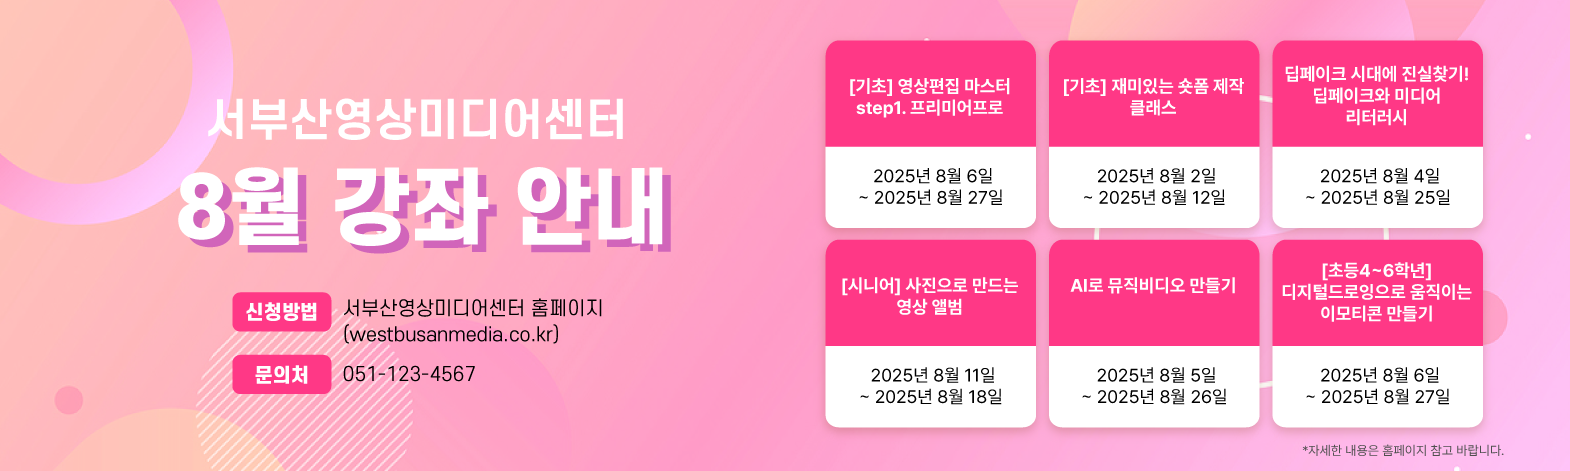 서부산영상미디어센터
8월 강좌 안내
신청방법 서부산영상미디어센터 홈페이지
(westbusanmedia.co.kr)
문의처 051-123-4567
[기초] 영상편집 마스터
step1. 프리미어프로
2025년 8월 6일
~ 2025년 8월 27일
[기초] 재미있는 숏폼 제작
클래스
2025년 8월 2일
~ 2025년 8월 12일
딥페이크 시대에 진실찾기!
딥페이크와 미디어
리터러시
2025년 8월 4일
~ 2025년 8월 25일
[시니어] 사진으로 만드는
영상 앨범
2025년 8월 11일
~ 2025년 8월 18일
AI로 뮤직비디오 만들기
2025년 8월 5일
~ 2025년 8월 26일
[초등4~6학년]
디지털드로잉으로 움직이는
이모티콘 만들기
2025년 8월 6일
~ 2025년 8월 27일
*자세한 내용은 홈페이지 참고 바랍니다.